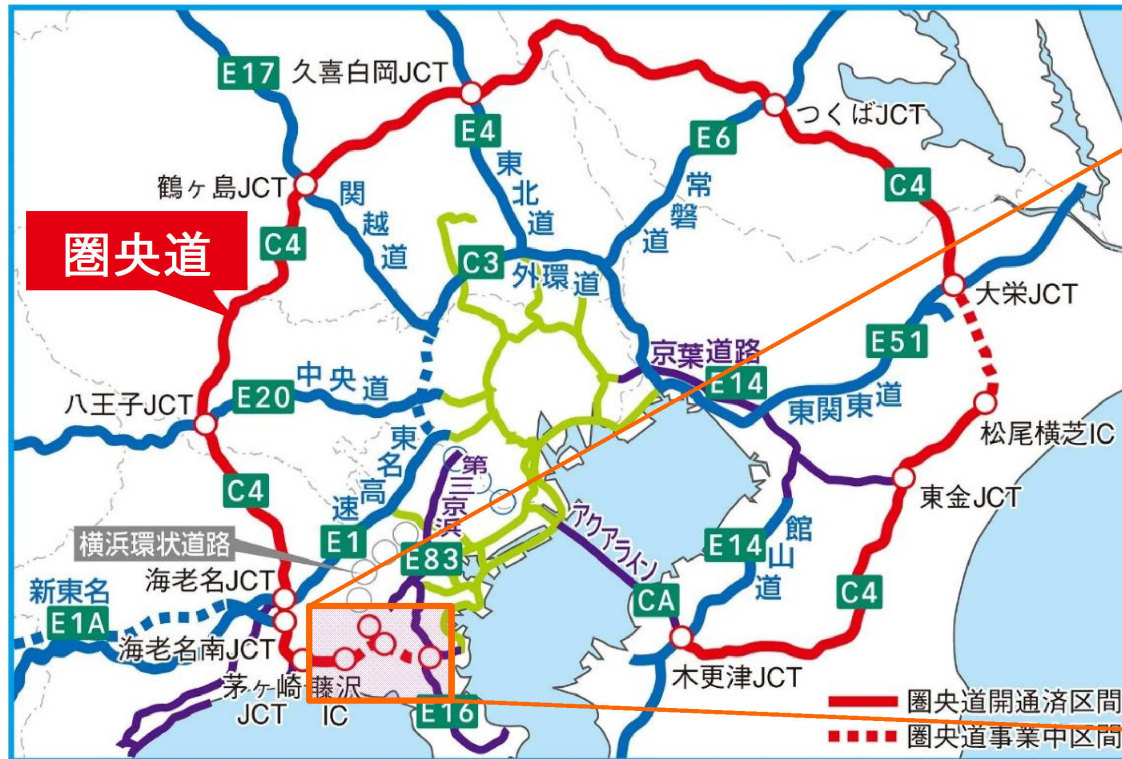 E17
久喜白岡JCT
つくばJCT
E4
東北道
E6
常磐道
鶴ヶ島JCT
関越道
C4
C4
圏央道
C3
外環道
大栄JCT
京葉道路
E14
E51
東関東道
中央道
E20
八王子JCT
松尾横芝IC
東名高速
第三京浜
東金JCT
C4
E1
横浜環状道路
E83
アクアライン
E14
館山道
海老名JCT
新東名
E1A
CA
C4
海老名南JCT
茅ヶ崎JCT
藤沢IC
E16
木更津JCT
圏央道開通済区間
圏央道事業中区間